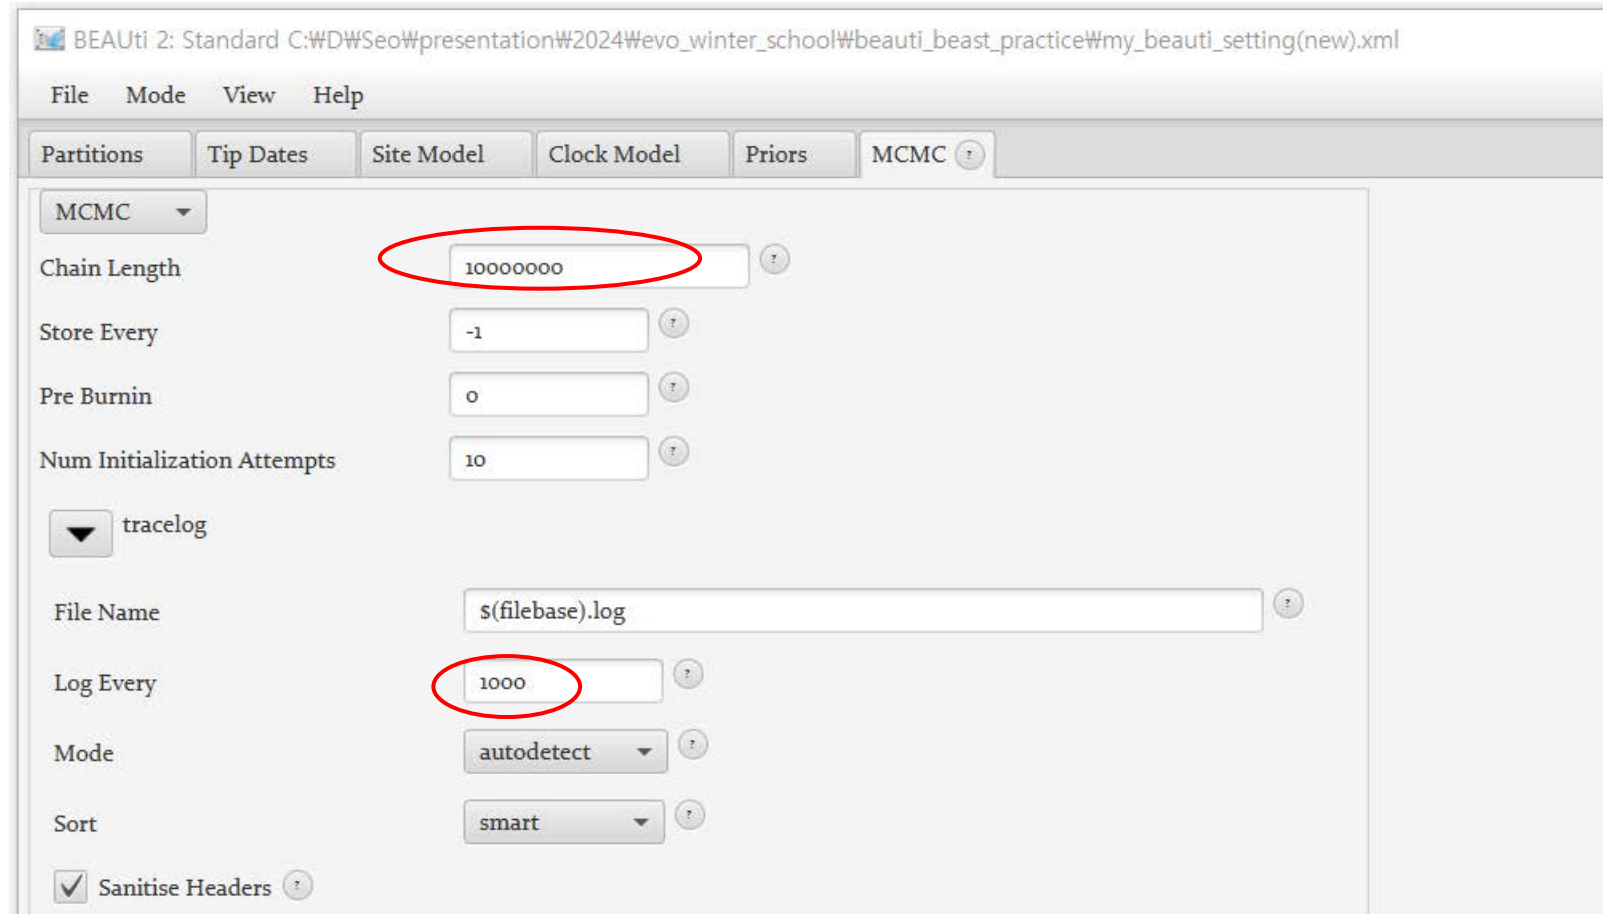 BEAUti 2: Standard C:₩D₩Seo₩presentation₩2024₩evo_winter_school₩beauti_beast_practice₩my_beauti_setting(new).xml
File Mode View Help
Partitions Tip Dates Site Model Clock Model Priors MCMC ?
MCMC
Chain Length 10000000 ?
Store Every -1 ?
Pre Burnin 0 ?
Num Initialization Attempts 10 ?
tracelog
File Name $(filebase).log ?
Log Every 1000 ?
Mode autodetect ?
Sort smart ?
Sanitise Headers ?